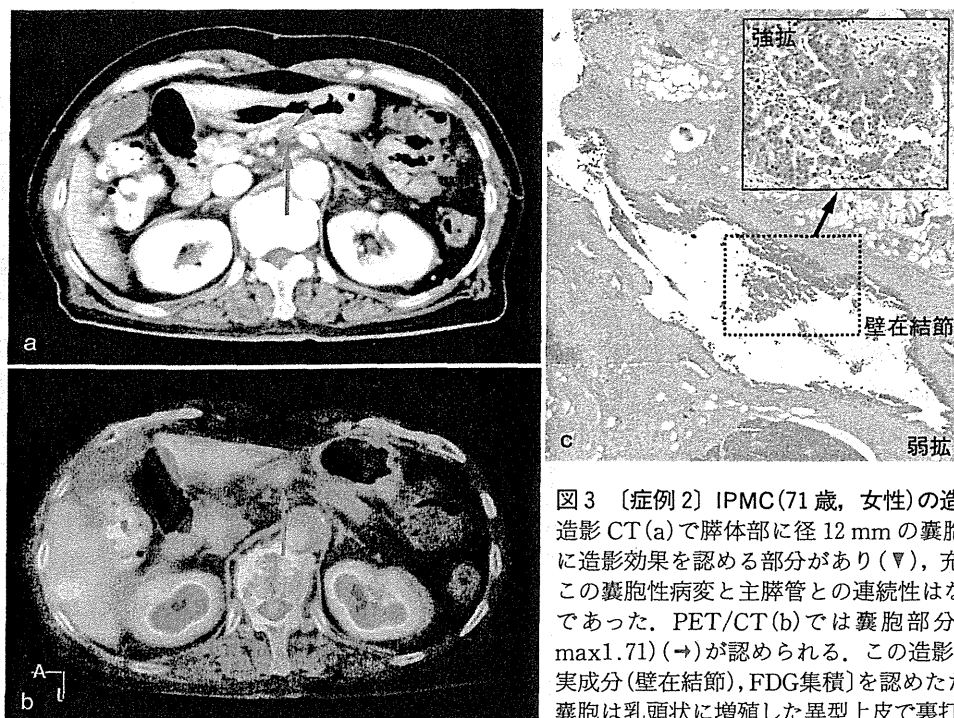 a
A
b
強拡
壁在結節
c
弱拡
図3 〔症例2〕IPMC(71歳,女性)の造
造影CT(a)で膵体部に径12mmの嚢胞
に造影効果を認める部分があり(▼),充
この嚢胞性病変と主膵管との連続性はな
であった.PET/CT(b)では嚢胞部分
max1.71)(→)が認められる.この造影
実成分(壁在結節),FDG集積〕を認めたた
嚢胞は乳頭状に増殖した異型上皮で裏打